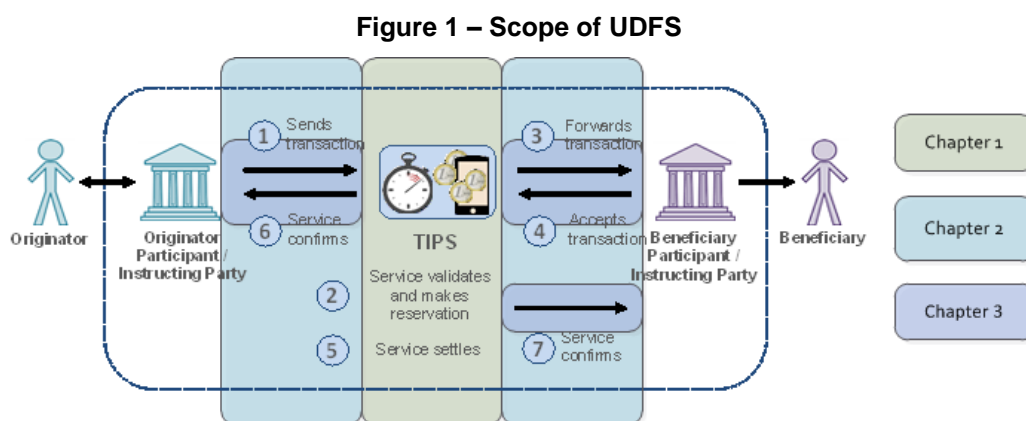 Figure 1 – Scope of UDFS
1
Sends
transaction
3
Forwards
transaction
6
Service
confirms
4
Accepts
transaction
TIPS
Originator
Originator
Participant /
Instructing Party
Beneficiary
Participant /
Instructing Party
Beneficiary
2
Service validates
and makes
reservation
5
Service settles
7
Service
confirms
Chapter 1
Chapter 2
Chapter 3